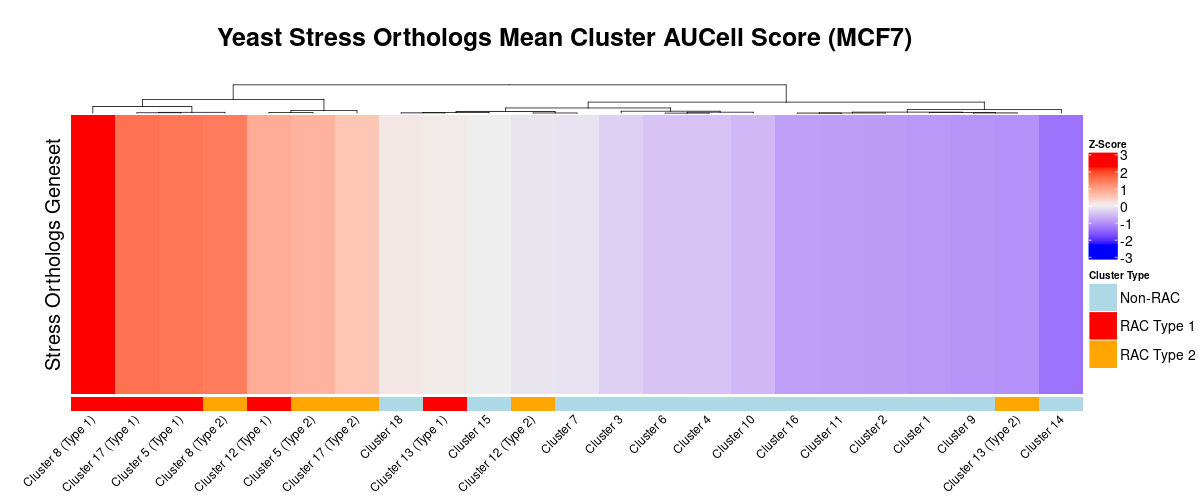 Yeast Stress Orthologs Mean Cluster AUCell Score (MCF7)
Stress Orthologs Geneset
Z-Score
3
2
1
0
-1
-2
-3
Cluster Type
Non-RAC
RAC Type 1
RAC Type 2
Cluster 8 (Type 1)
Cluster 17 (Type 1)
Cluster 5 (Type 1)
Cluster 8 (Type 2)
Cluster 12 (Type 1)
Cluster 5 (Type 2)
Cluster 17 (Type 2)
Cluster 18
Cluster 13 (Type 1)
Cluster 15
Cluster 12 (Type 2)
Cluster 7
Cluster 3
Cluster 6
Cluster 4
Cluster 10
Cluster 16
Cluster 11
Cluster 2
Cluster 1
Cluster 9
Cluster 13 (Type 2)
Cluster 14